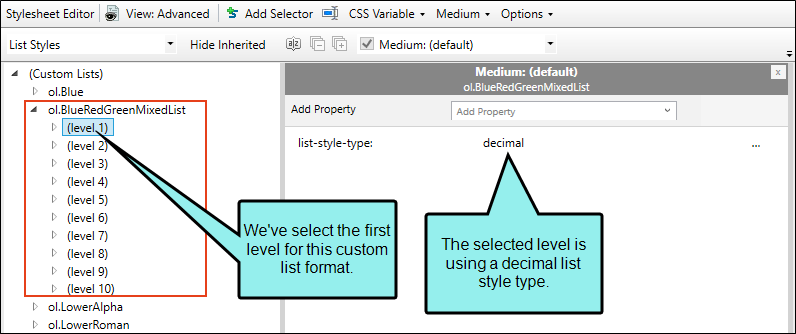 Stylesheet Editor View: Advanced Add Selector CSS Variable Medium Options
List Styles Hide Inherited Medium: (default)
(Custom Lists)
ol.Blue
ol.BlueRedGreenMixedList
(level 1)
(level 2)
(level 3)
(level 4)
(level 5)
(level 6)
(level 7)
(level 8)
(level 9)
(level 10)
ol.LowerAlpha
ol.LowerRoman
Medium: (default) x
ol.BlueRedGreenMixedList
Add Property Add Property
list-style-type: decimal ...
We've select the first
level for this custom
list format.
The selected level is
using a decimal list
style type.